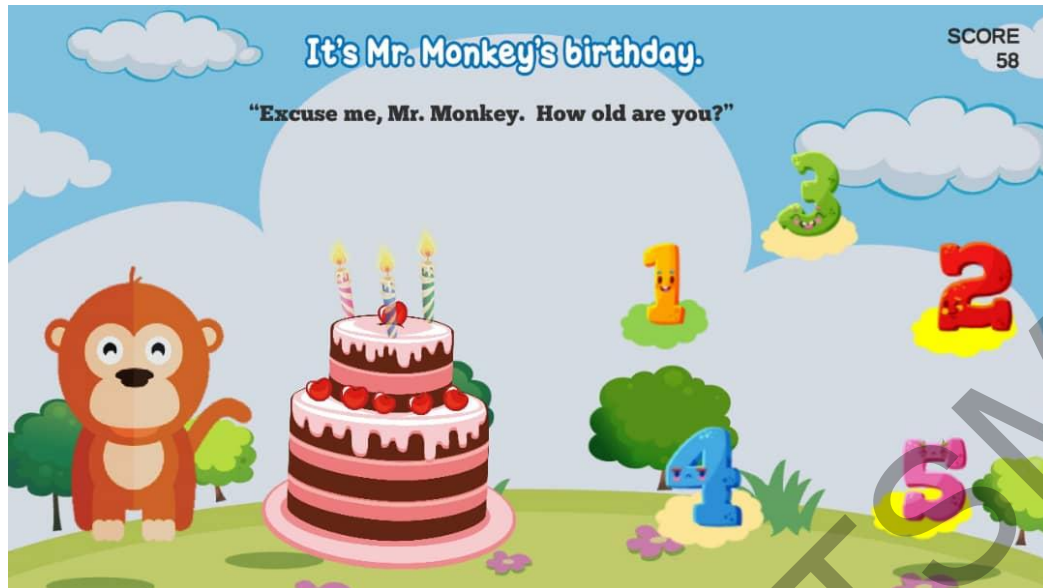 It's Mr. Monkey's birthday.
SCORE
58
“Excuse me, Mr. Monkey.  How old are you?”
3
1
2
4
5